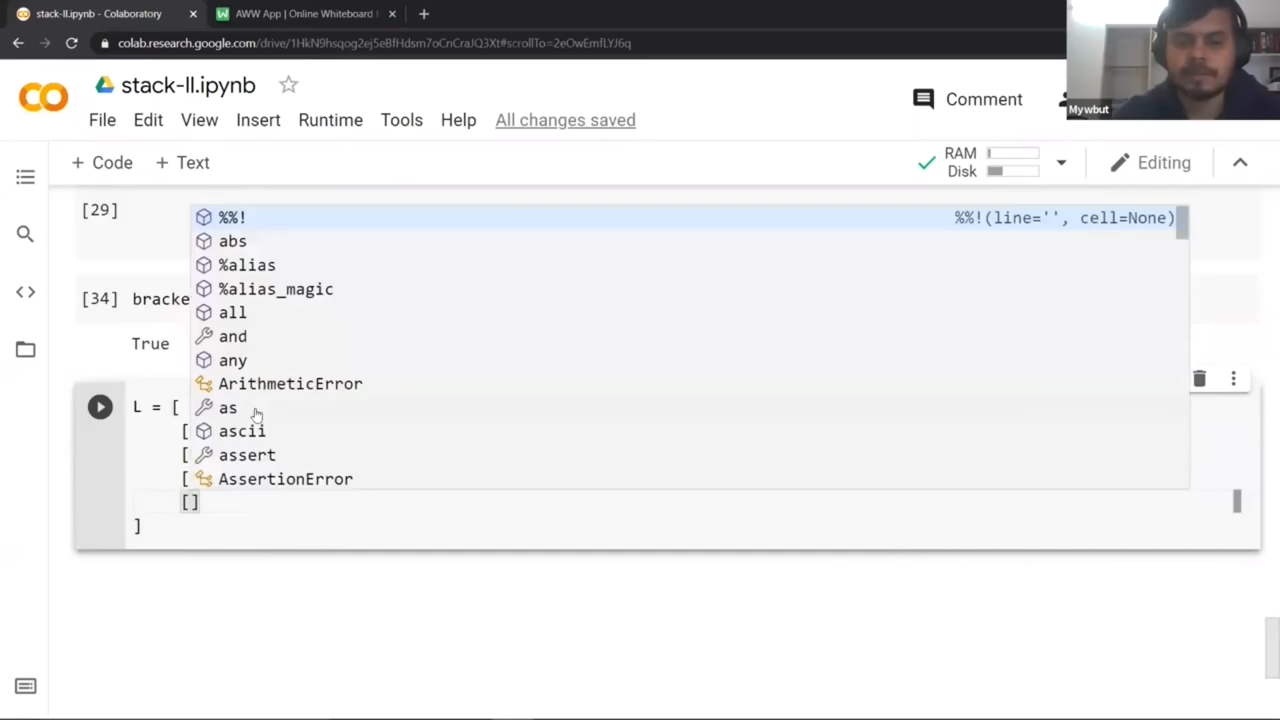 stack-ll.ipynb - Colaboratory
AWW App | Online Whiteboard
colab.research.google.com/drive/1HkN9hsqog2ej5eBfHdsm7oCnCraJQ3Xt#scrollTo=2eOwEmfLYJ6q
Mywbut
CO stack-ll.ipynb
Comment
File Edit View Insert Runtime Tools Help All changes saved
+ Code + Text
RAM
Disk
Editing
[29]
%%! %%!(line='', cell=None)
abs
%alias
%alias_magic
[34] bracke
all
and
True
any
ArithmeticError
L = [
as
[ ascii
[ assert
[ AssertionError
[]
]